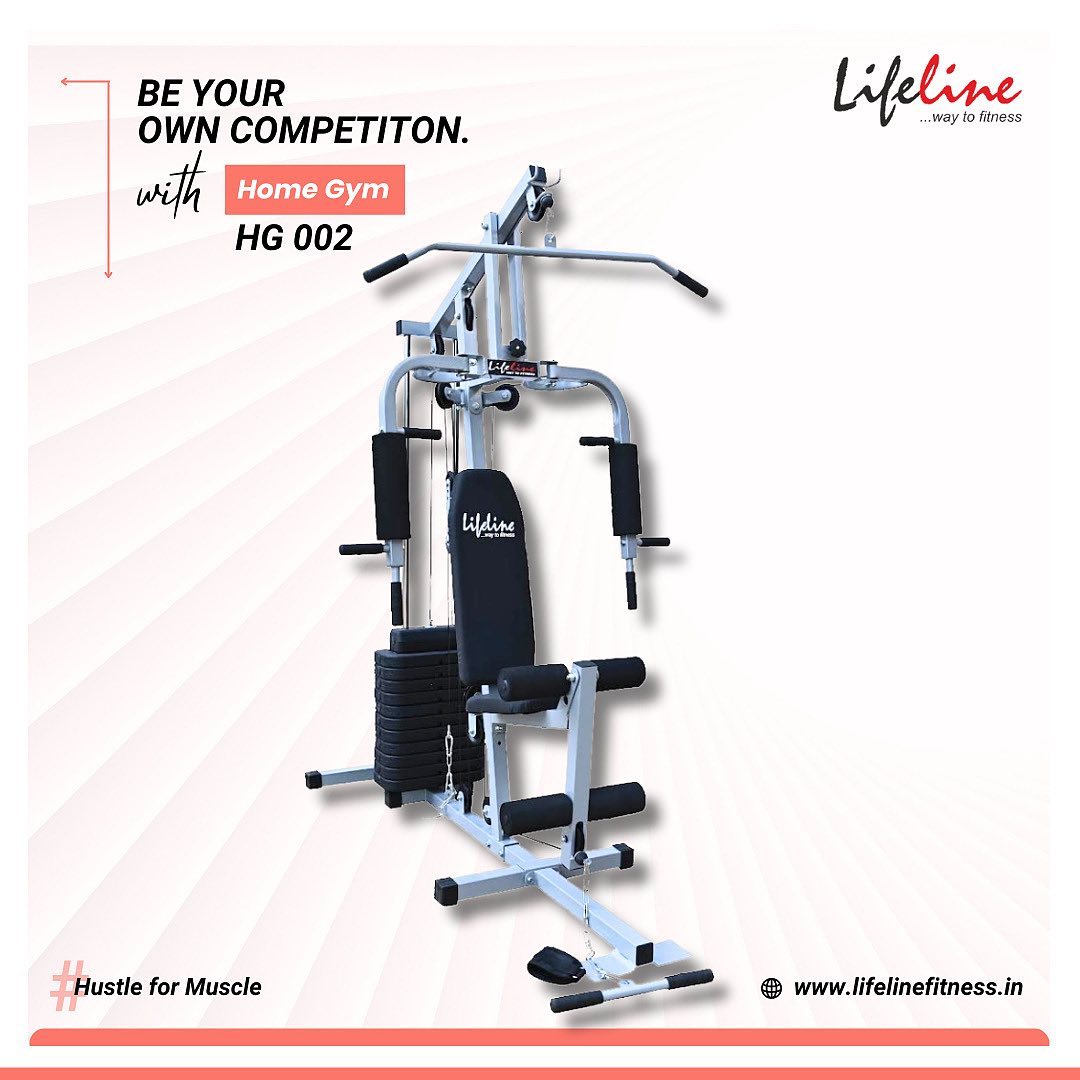 BE YOUR
OWN COMPETITON.
with Home Gym
HG 002
Lifeline
...way to fitness
Lifeline
WAY TO FITNESS
Lifeline
...way to fitness
#Hustle for Muscle
www.lifelinefitness.in